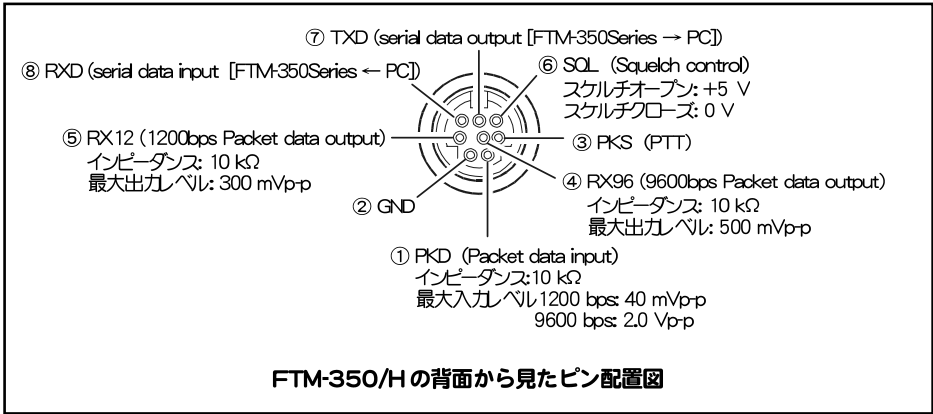 ⑦ TXD (serial data output [FTM-350Series → PC])
⑧ RXD (serial data input [FTM-350Series ← PC])
⑥ SQL (Squelch control)
スケルチオープン: +5 V
スケルチクローズ: 0 V
⑤ RX12 (1200bps Packet data output)
インピーダンス: 10 kΩ
最大出力レベル: 300 mVp-p
③ PKS (PTT)
④ RX96 (9600bps Packet data output)
インピーダンス: 10 kΩ
最大出力レベル: 500 mVp-p
② GND
① PKD (Packet data input)
インピーダンス:10 kΩ
最大入力レベル 1200 bps: 40 mVp-p
9600 bps: 2.0 Vp-p
FTM-350/H の背面から見たピン配置図